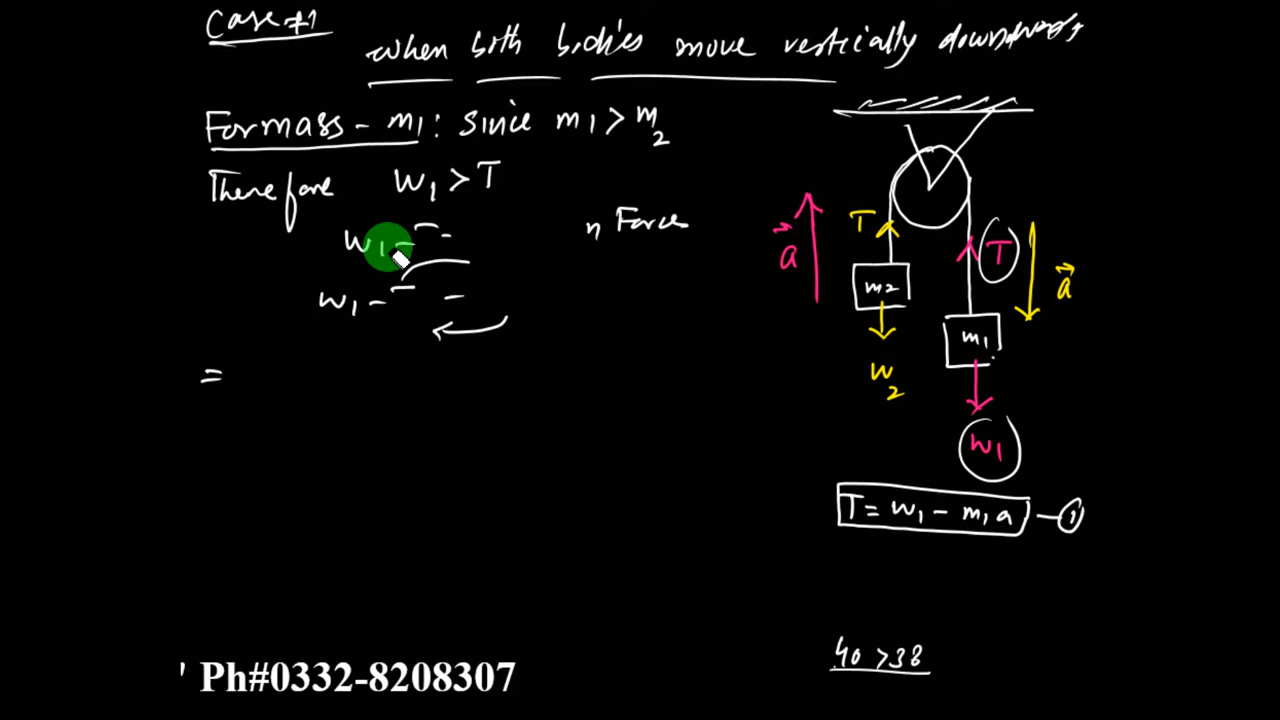 Case #1
when both bodies move vertically downwards
For mass - m1: since m1 > m2
Therefore W1 > T
W1 -
n Force
W1 -
=
T
T
a
a
m2
m1
W2
W1
T = W1 - m1 a — (1)
40 > 38
' Ph#0332-8208307